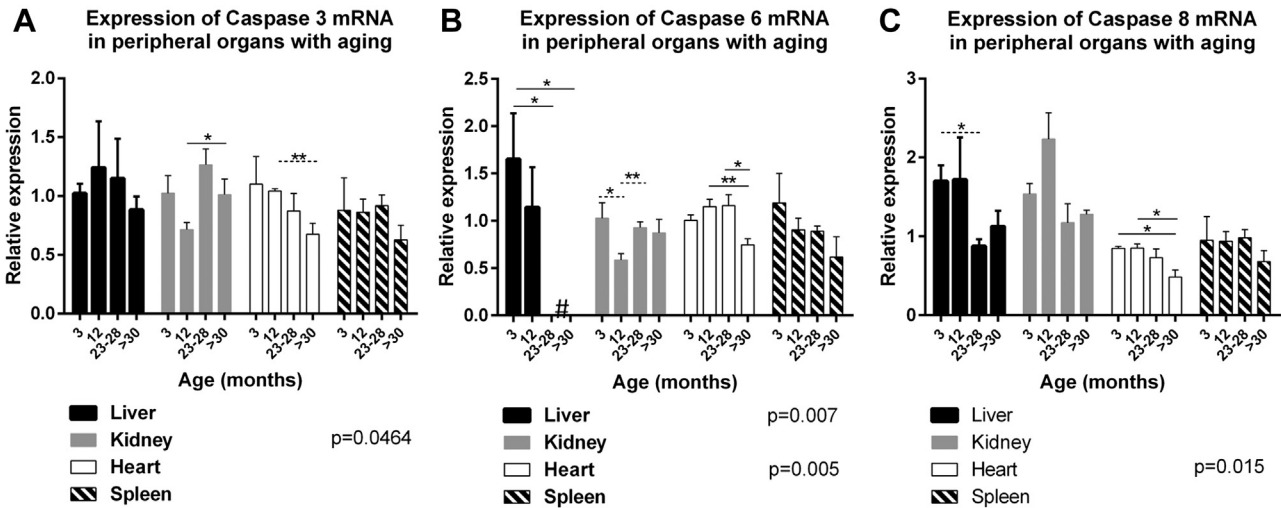 A
Expression of Caspase 3 mRNA
in peripheral organs with aging
Relative expression
2.0
1.5
1.0
0.5
0.0
*
**
3 12 23-28 >30 3 12 23-28 >30 3 12 23-28 >30 3 12 23-28 >30
Age (months)
Liver
Kidney p=0.0464
Heart
Spleen
B
Expression of Caspase 6 mRNA
in peripheral organs with aging
Relative expression
2.5
2.0
1.5
1.0
0.5
0.0
*
*
* **
*
**
#
3 12 23-28 >30 3 12 23-28 >30 3 12 23-28 >30 3 12 23-28 >30
Age (months)
Liver p=0.007
Kidney
Heart p=0.005
Spleen
C
Expression of Caspase 8 mRNA
in peripheral organs with aging
Relative expression
3
2
1
0
*
*
*
3 12 23-28 >30 3 12 23-28 >30 3 12 23-28 >30 3 12 23-28 >30
Age (months)
Liver
Kidney
Heart p=0.015
Spleen